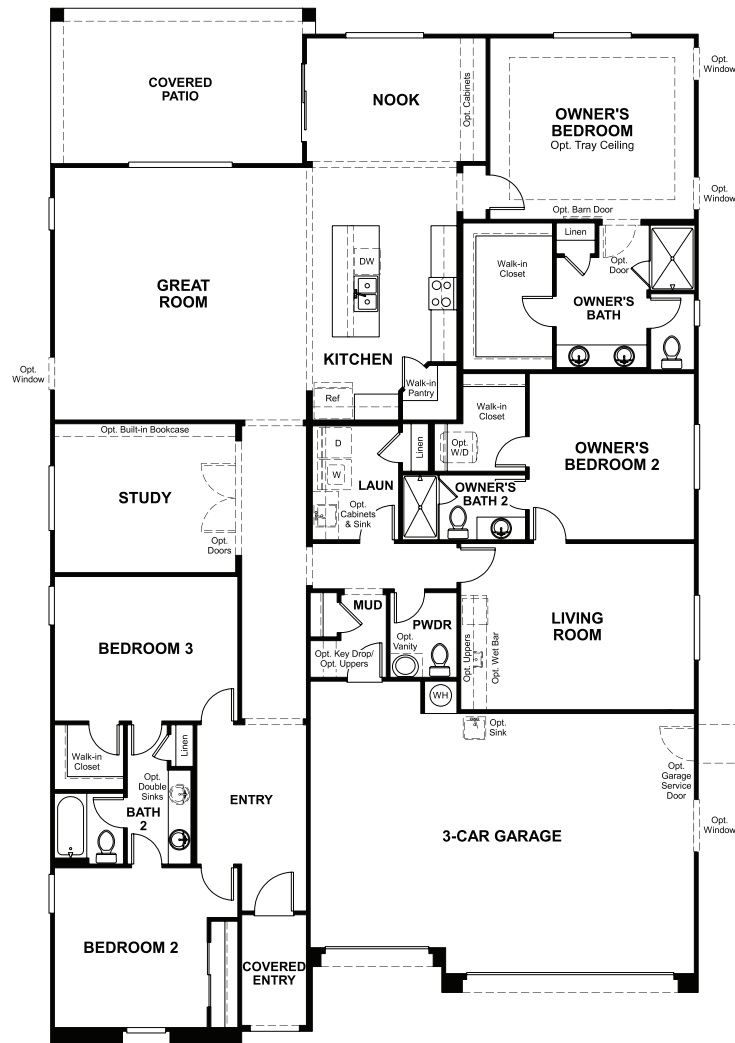 COVERED
PATIO
NOOK
Opt. Cabinets
OWNER'S
BEDROOM
Opt. Tray Ceiling
Opt.
Window
Opt.
Window
Opt. Barn Door
Linen
Opt.
Door
Walk-in
Closet
OWNER'S
BATH
GREAT
ROOM
DW
KITCHEN
Opt.
Window
Ref
Walk-in
Pantry
Opt. Built-in Bookcase
STUDY
Opt.
Doors
D
W
LAUN
Opt.
Cabinets
& Sink
Linen
Opt.
W/D
Walk-in
Closet
OWNER'S
BATH 2
OWNER'S
BEDROOM 2
BEDROOM 3
MUD
Opt. Key Drop/
Opt. Uppers
PWDR
Opt.
Vanity
Opt. Uppers
Opt. Wet Bar
LIVING
ROOM
WH
Opt.
Sink
Opt.
Garage
Service
Door
Walk-in
Closet
Linen
Opt.
Double
Sinks
BATH
2
ENTRY
3-CAR GARAGE
Opt.
Window
BEDROOM 2
COVERED
ENTRY